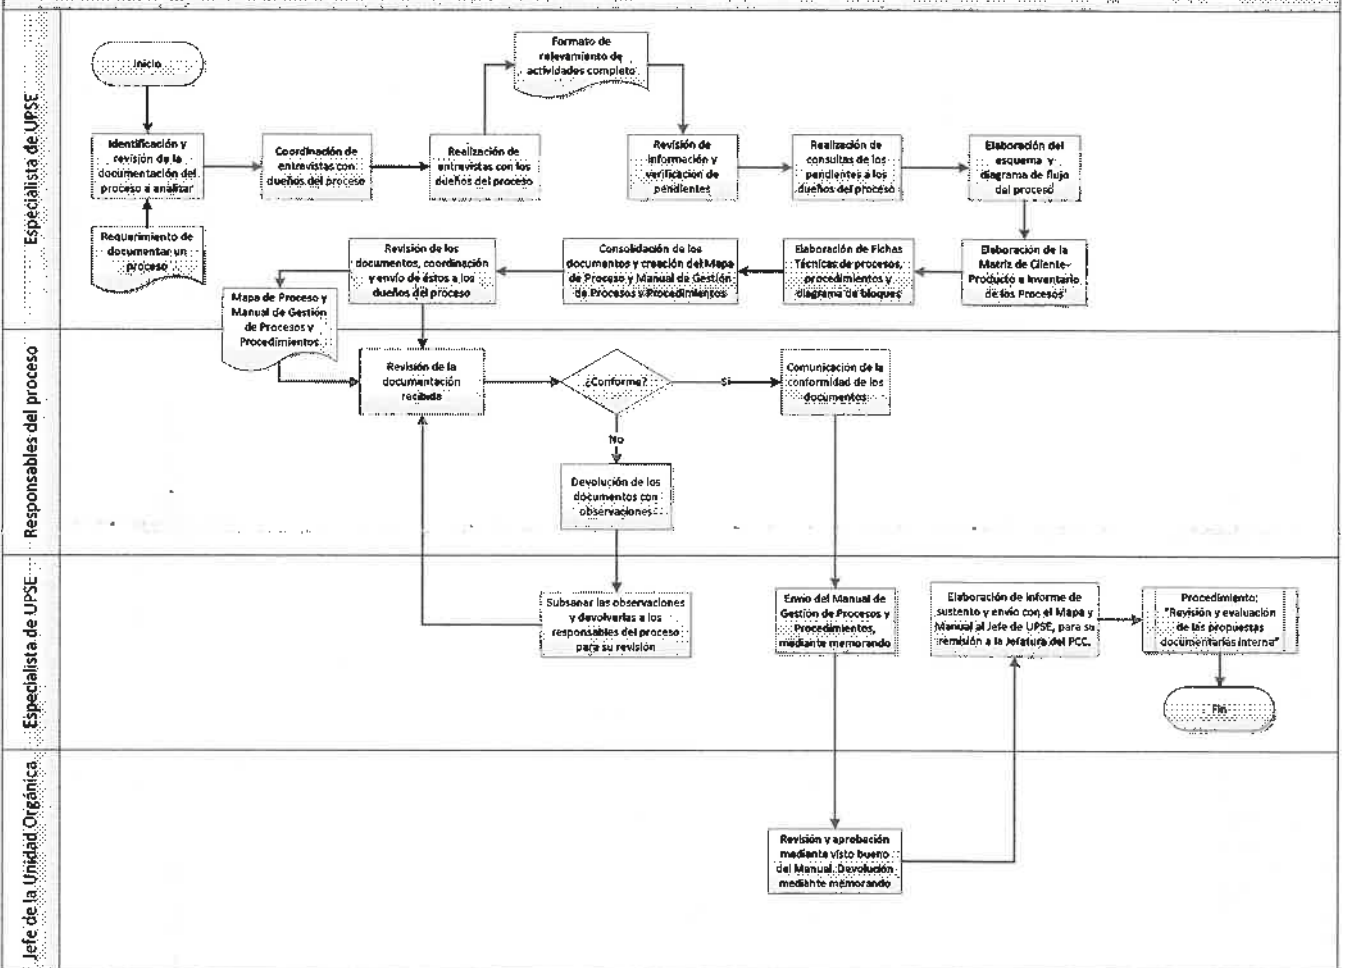 Especialista de UPSE
Inicio
Formato de
relevamiento de
actividades completo
Identificación y
revisión de la
documentación del
proceso a analizar
Coordinación de
entrevistas con
dueños del proceso
Realización de
entrevistas con los
dueños del proceso
Revisión de
información y
verificación de
pendientes
Realización de
consultas de los
pendientes a los
dueños del proceso
Elaboración del
esquema y
diagrama de flujo
del proceso
Requerimiento de
documentar un
proceso
Revisión de los
documentos, coordinación
y envío de éstos a los
dueños del proceso
Consolidación de los
documentos y creación del Mapa
de Proceso y Manual de Gestión
de Procesos y Procedimientos
Elaboración de Fichas
Técnicas de procesos,
procedimientos y
diagrama de bloques
Elaboración de la
Matriz de Cliente-
Producto e Inventario
de los Procesos
Mapa de Proceso y
Manual de Gestión
de Procesos y
Procedimientos
Responsables del proceso
Revisión de la
documentación
recibida
¿Conforme?
Si
Comunicación de la
conformidad de los
documentos
No
Devolución de los
documentos con
observaciones
Especialista de UPSE
Subsanar las observaciones
y devolverlas a los
responsables del proceso
para su revisión
Envío del Manual de
Gestión de Procesos y
Procedimientos,
mediante memorando
Elaboración de informe de
sustento y envío con el Mapa y
Manual al Jefe de UPSE, para su
remisión a la Jefatura del PCC.
Procedimiento:
"Revisión y evaluación
de las propuestas
documentarias interna"
Fin
Jefe de la Unidad Orgánica
Revisión y aprobación
mediante visto bueno
del Manual. Devolución
mediante memorando